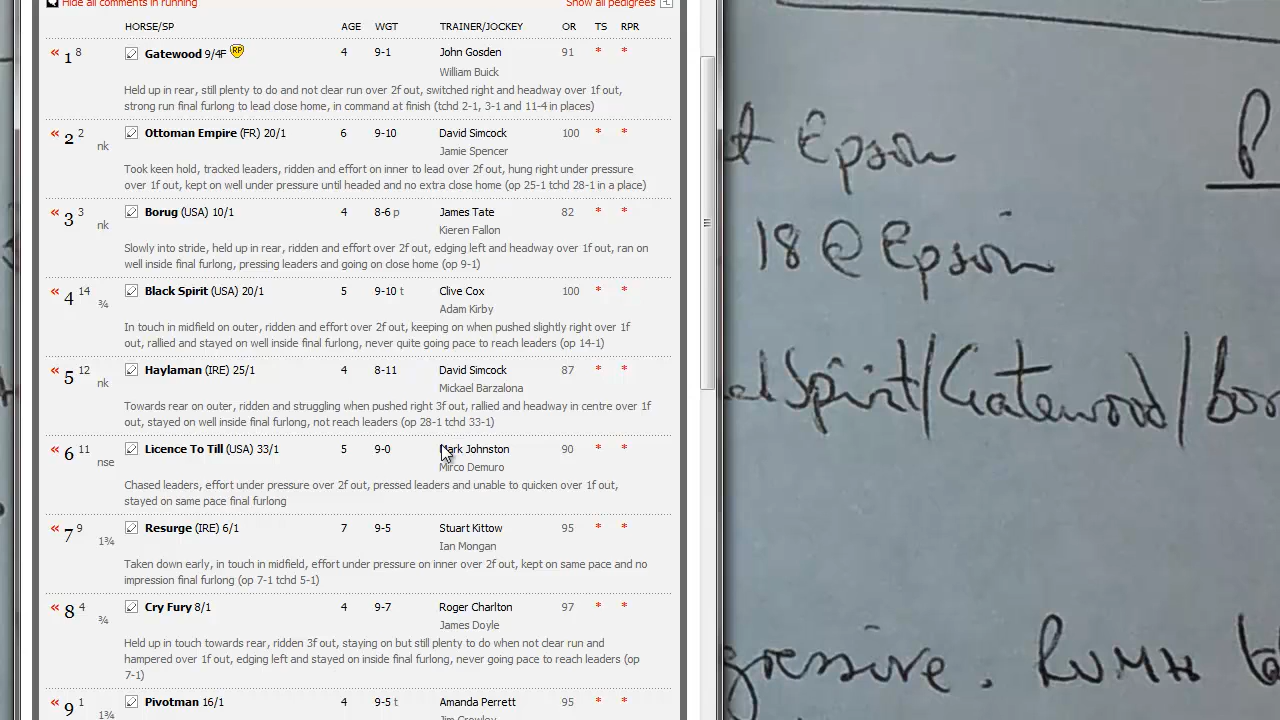 Hide all comments in running Show all pedigrees
HORSE/SP AGE WGT TRAINER/JOCKEY OR TS RPR
« 1 8 Gatewood 9/4F RP 4 9-1 John Gosden 91 * *
William Buick
Held up in rear, still plenty to do and not clear run over 2f out, switched right and headway over 1f out,
strong run final furlong to lead close home, in command at finish (tchd 2-1, 3-1 and 11-4 in places)
« 2 2 nk Ottoman Empire (FR) 20/1 6 9-10 David Simcock 100 * *
Jamie Spencer
Took keen hold, tracked leaders, ridden and effort on inner to lead over 2f out, hung right under pressure
over 1f out, kept on well under pressure until headed and no extra close home (op 25-1 tchd 28-1 in a place)
« 3 3 nk Borug (USA) 10/1 4 8-6 p James Tate 82 * *
Kieren Fallon
Slowly into stride, held up in rear, ridden and effort over 2f out, edging left and headway over 1f out, ran on
well inside final furlong, pressing leaders and going on close home (op 9-1)
« 4 14 ¾ Black Spirit (USA) 20/1 5 9-10 t Clive Cox 100 * *
Adam Kirby
In touch in midfield on outer, ridden and effort over 2f out, keeping on when pushed slightly right over 1f
out, rallied and stayed on well inside final furlong, never quite going pace to reach leaders (op 14-1)
« 5 12 nk Haylaman (IRE) 25/1 4 8-11 David Simcock 87 * *
Mickael Barzalona
Towards rear on outer, ridden and struggling when pushed right 3f out, rallied and headway in centre over 1f
out, stayed on well inside final furlong, not reach leaders (op 28-1 tchd 33-1)
« 6 11 nse Licence To Till (USA) 33/1 5 9-0 Mark Johnston 90 * *
Mirco Demuro
Chased leaders, effort under pressure over 2f out, pressed leaders and unable to quicken over 1f out,
stayed on same pace final furlong
« 7 9 1¾ Resurge (IRE) 6/1 7 9-5 Stuart Kittow 95 * *
Ian Mongan
Taken down early, in touch in midfield, effort under pressure on inner over 2f out, kept on same pace and no
impression final furlong (op 7-1 tchd 5-1)
« 8 4 ¾ Cry Fury 8/1 4 9-7 Roger Charlton 97 * *
James Doyle
Held up in touch towards rear, ridden 3f out, staying on but still plenty to do when not clear run and
hampered over 1f out, edging left and stayed on inside final furlong, never going pace to reach leaders (op
7-1)
« 9 1 1¾ Pivotman 16/1 4 9-5 t Amanda Perrett 95 * *
Jim Crowley
t Epsom P
18 @ Epsom
Spirit/Gatewood/bor
gressive. RUMH